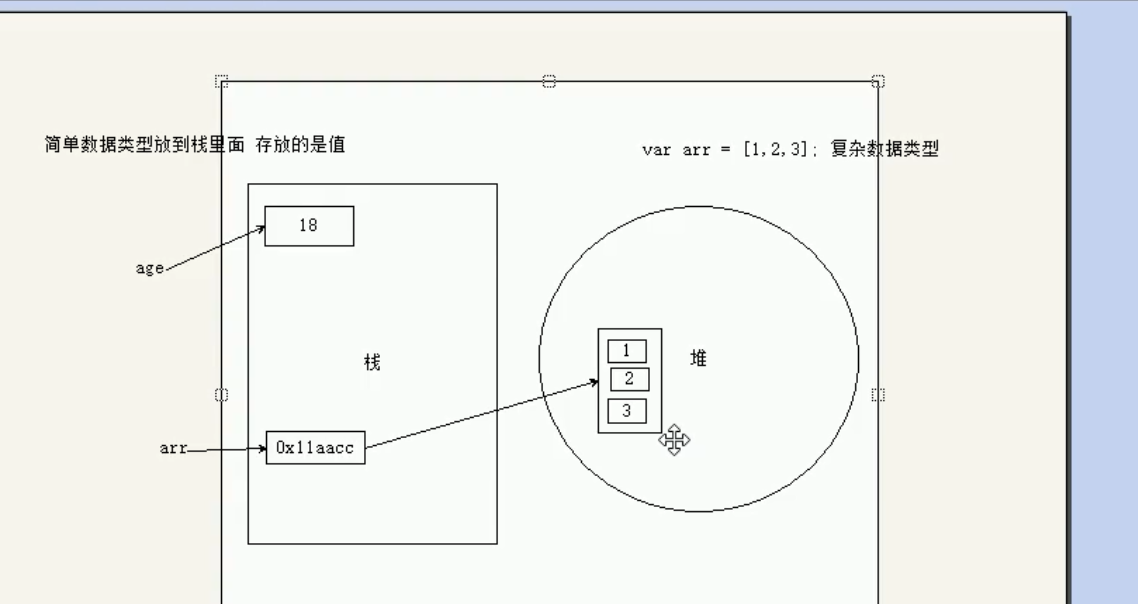 简单数据类型放到栈里面 存放的是值
var arr = [1,2,3]; 复杂数据类型
18
age
栈
堆
1
2
3
arr
0x11aacc